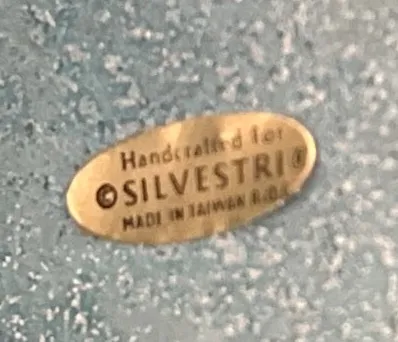 Handcrafted for
©SILVESTRI®
MADE IN TAIWAN R.O.C.